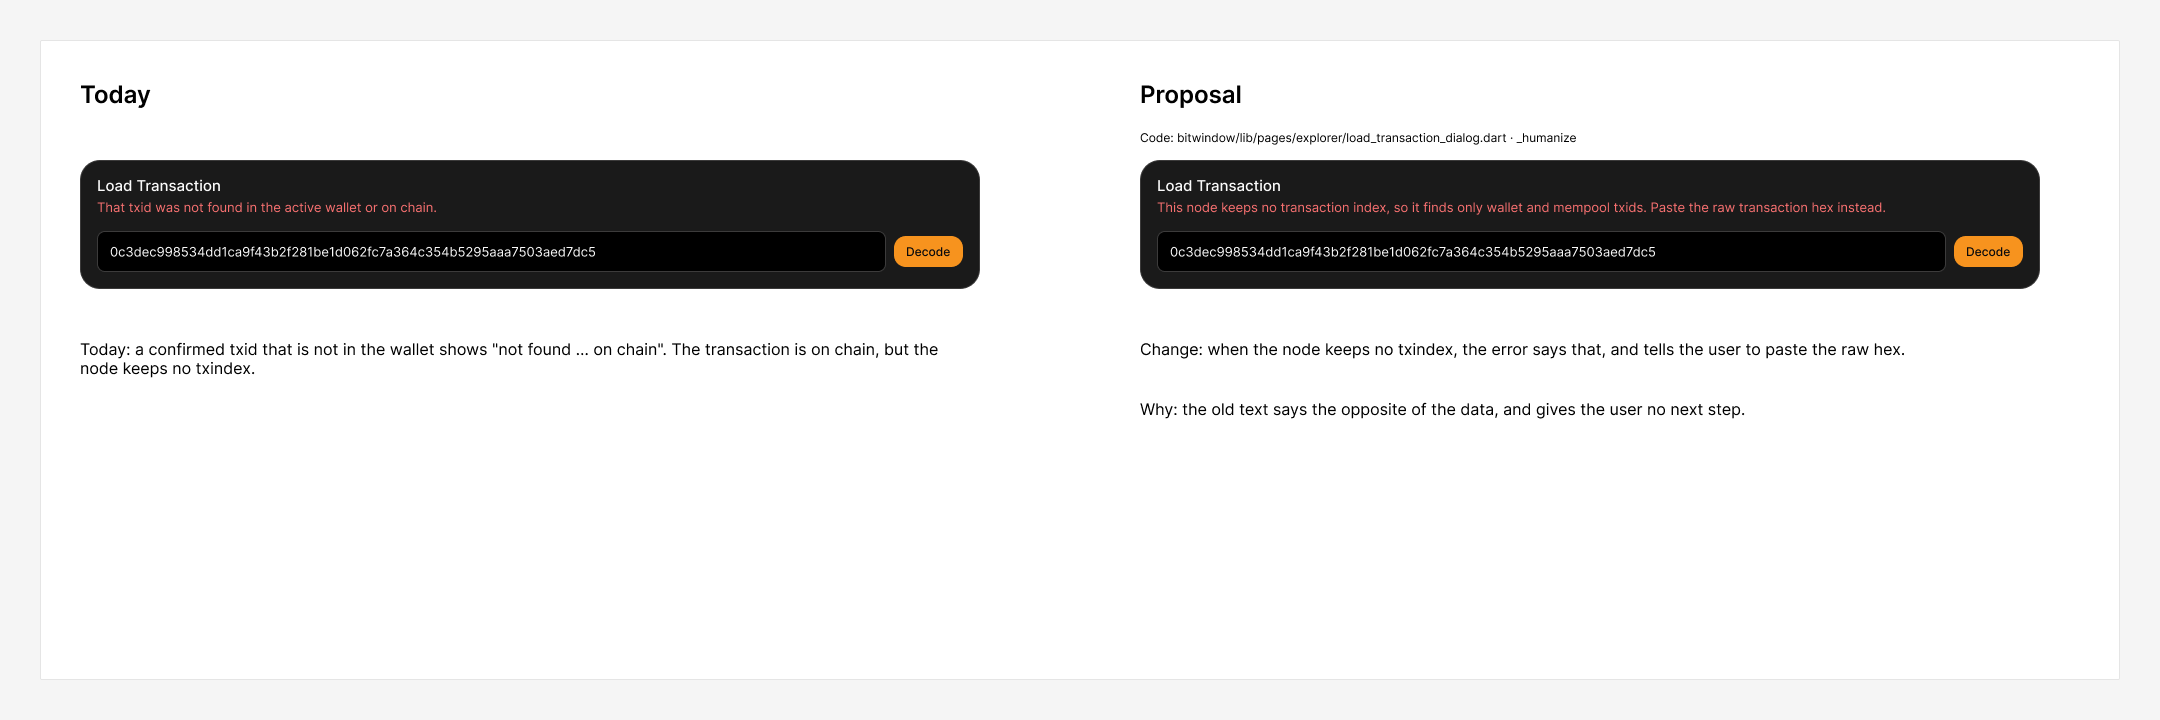 Today
Load Transaction
That txid was not found in the active wallet or on chain.
0c3dec998534dd1ca9f43b2f281be1d062fc7a364c354b5295aaa7503aed7dc5
Decode
Today: a confirmed txid that is not in the wallet shows "not found ... on chain". The transaction is on chain, but the
node keeps no txindex.
Proposal
Code: bitwindow/lib/pages/explorer/load_transaction_dialog.dart · _humanize
Load Transaction
This node keeps no transaction index, so it finds only wallet and mempool txids. Paste the raw transaction hex instead.
0c3dec998534dd1ca9f43b2f281be1d062fc7a364c354b5295aaa7503aed7dc5
Decode
Change: when the node keeps no txindex, the error says that, and tells the user to paste the raw hex.
Why: the old text says the opposite of the data, and gives the user no next step.